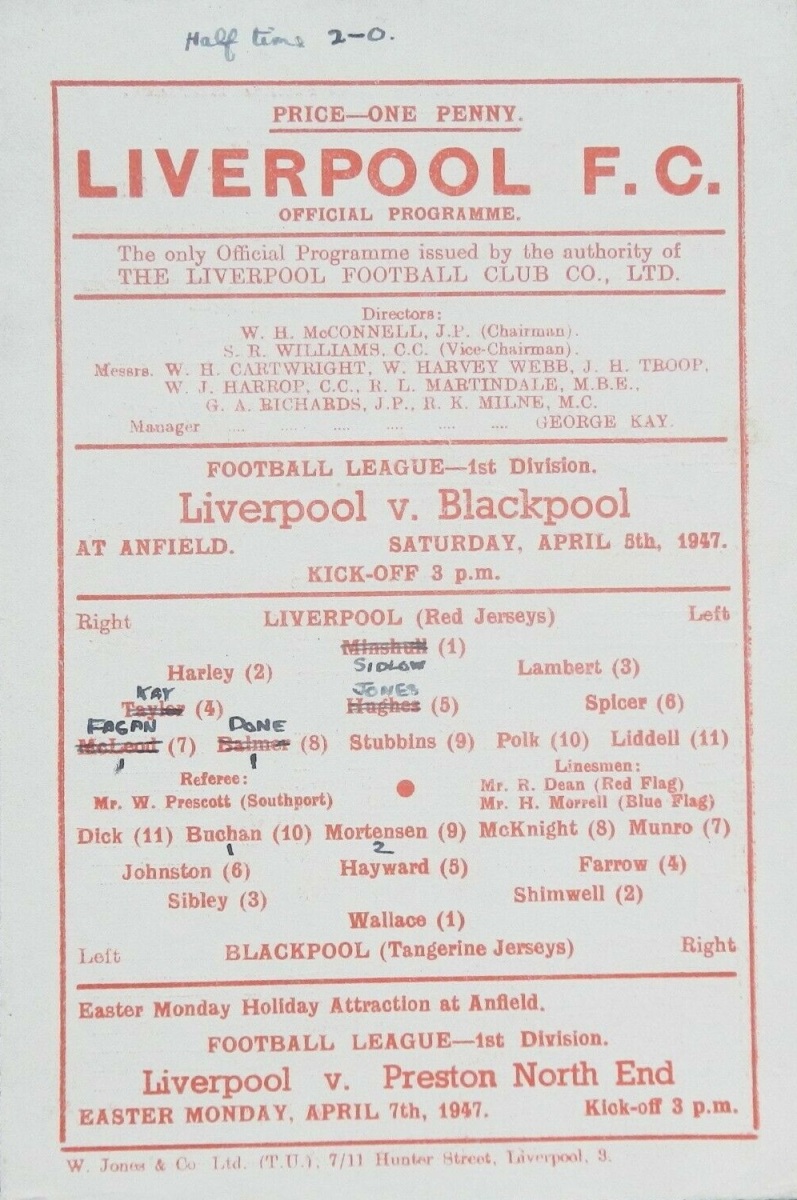 Half time 2-0.
PRICE—ONE PENNY.
LIVERPOOL F.C.
OFFICIAL PROGRAMME.
The only Official Programme issued by the authority of
THE LIVERPOOL FOOTBALL CLUB CO., LTD.
Directors:
W. H. McCONNELL, J.P. (Chairman).
S. R. WILLIAMS, C.C. (Vice-Chairman).
Messrs. W. H. CARTWRIGHT, W. HARVEY WEBB, J. H. TROOP,
W. J. HARROP, C.C., R. L. MARTINDALE, M.B.E.,
G. A. RICHARDS, J.P., R. K. MILNE, M.C.
Manager .... .... .... .... .... .... GEORGE KAY.
FOOTBALL LEAGUE—1st Division.
Liverpool v. Blackpool
AT ANFIELD. SATURDAY, APRIL 5th, 1947.
KICK-OFF 3 p.m.
Right LIVERPOOL (Red Jerseys) Left
Minshull (1)
SIDLOW
Harley (2) Lambert (3)
KAY JONES
Taylor (4) Hughes (5) Spicer (6)
FAGAN DONE
McLeod (7) Balmer (8) Stubbins (9) Polk (10) Liddell (11)
1 1
Referee: Linesmen:
Mr. W. Prescott (Southport) Mr. R. Dean (Red Flag)
Mr. H. Morrell (Blue Flag)
Dick (11) Buchan (10) Mortensen (9) McKnight (8) Munro (7)
1 2
Johnston (6) Hayward (5) Farrow (4)
Sibley (3) Shimwell (2)
Wallace (1)
Left BLACKPOOL (Tangerine Jerseys) Right
Easter Monday Holiday Attraction at Anfield.
FOOTBALL LEAGUE—1st Division.
Liverpool v. Preston North End
EASTER MONDAY, APRIL 7th, 1947. Kick-off 3 p.m.
W. Jones & Co. Ltd. (T.U.), 7/11 Hunter Street, Liverpool, 3.